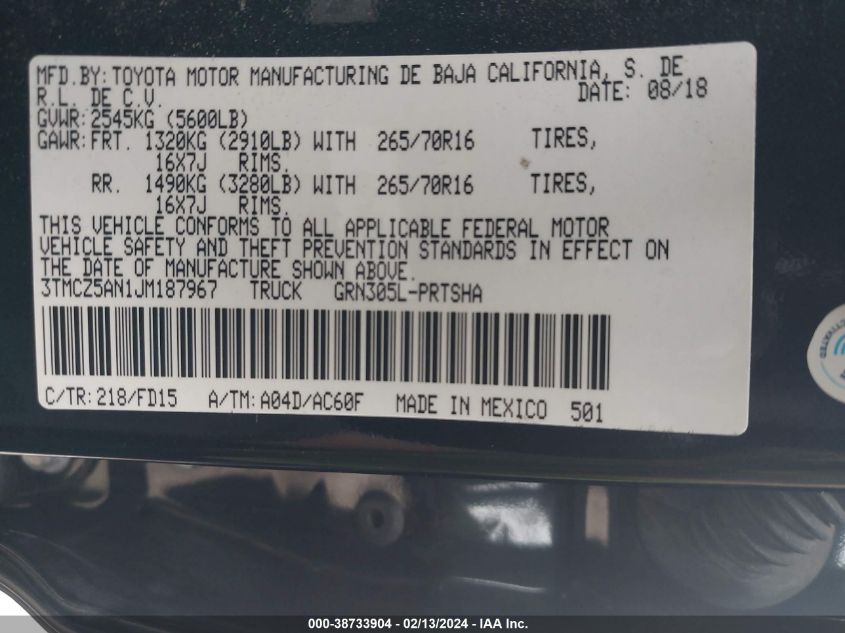 MFD.BY: TOYOTA MOTOR MANUFACTURING DE BAJA CALIFORNIA, S. DE
R.L. DE C.V. DATE: 08/18
GVWR: 2545KG (5600LB)
GAWR: FRT. 1320KG (2910LB) WITH 265/70R16 TIRES,
16X7J RIMS.
RR. 1490KG (3280LB) WITH 265/70R16 TIRES,
16X7J RIMS.
THIS VEHICLE CONFORMS TO ALL APPLICABLE FEDERAL MOTOR
VEHICLE SAFETY AND THEFT PREVENTION STANDARDS IN EFFECT ON
THE DATE OF MANUFACTURE SHOWN ABOVE.
3TMCZ5AN1JM187967 TRUCK GRN305L-PRTSHA
C/TR: 218/FD15 A/TM: A04D/AC60F MADE IN MEXICO 501
000-38733904 | 02/13/2024 | IAA Inc.